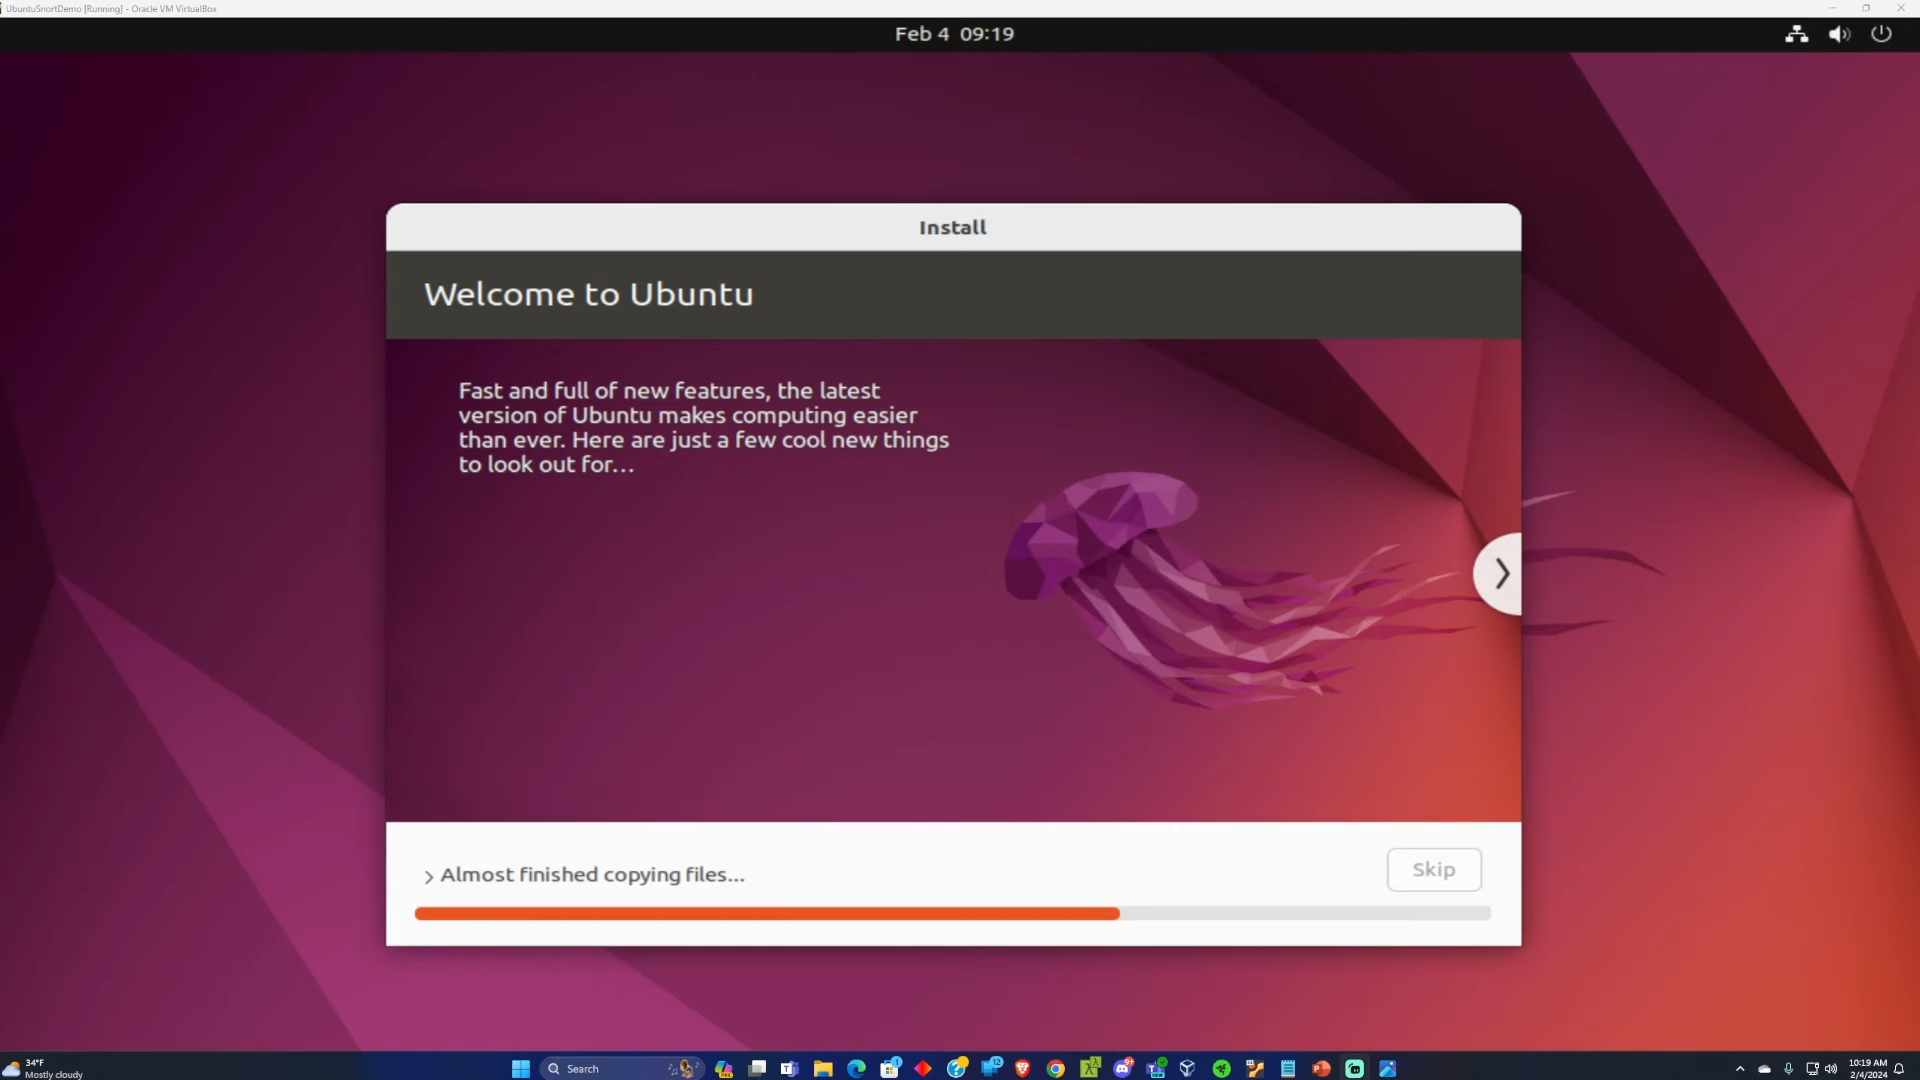 UbuntuSnortDemo [Running] - Oracle VM VirtualBox
Feb 4 09:19
Install
Welcome to Ubuntu
Fast and full of new features, the latest
version of Ubuntu makes computing easier
than ever. Here are just a few cool new things
to look out for...
> Almost finished copying files...
Skip
34°F
Mostly cloudy
Search
10:19 AM
2/4/2024